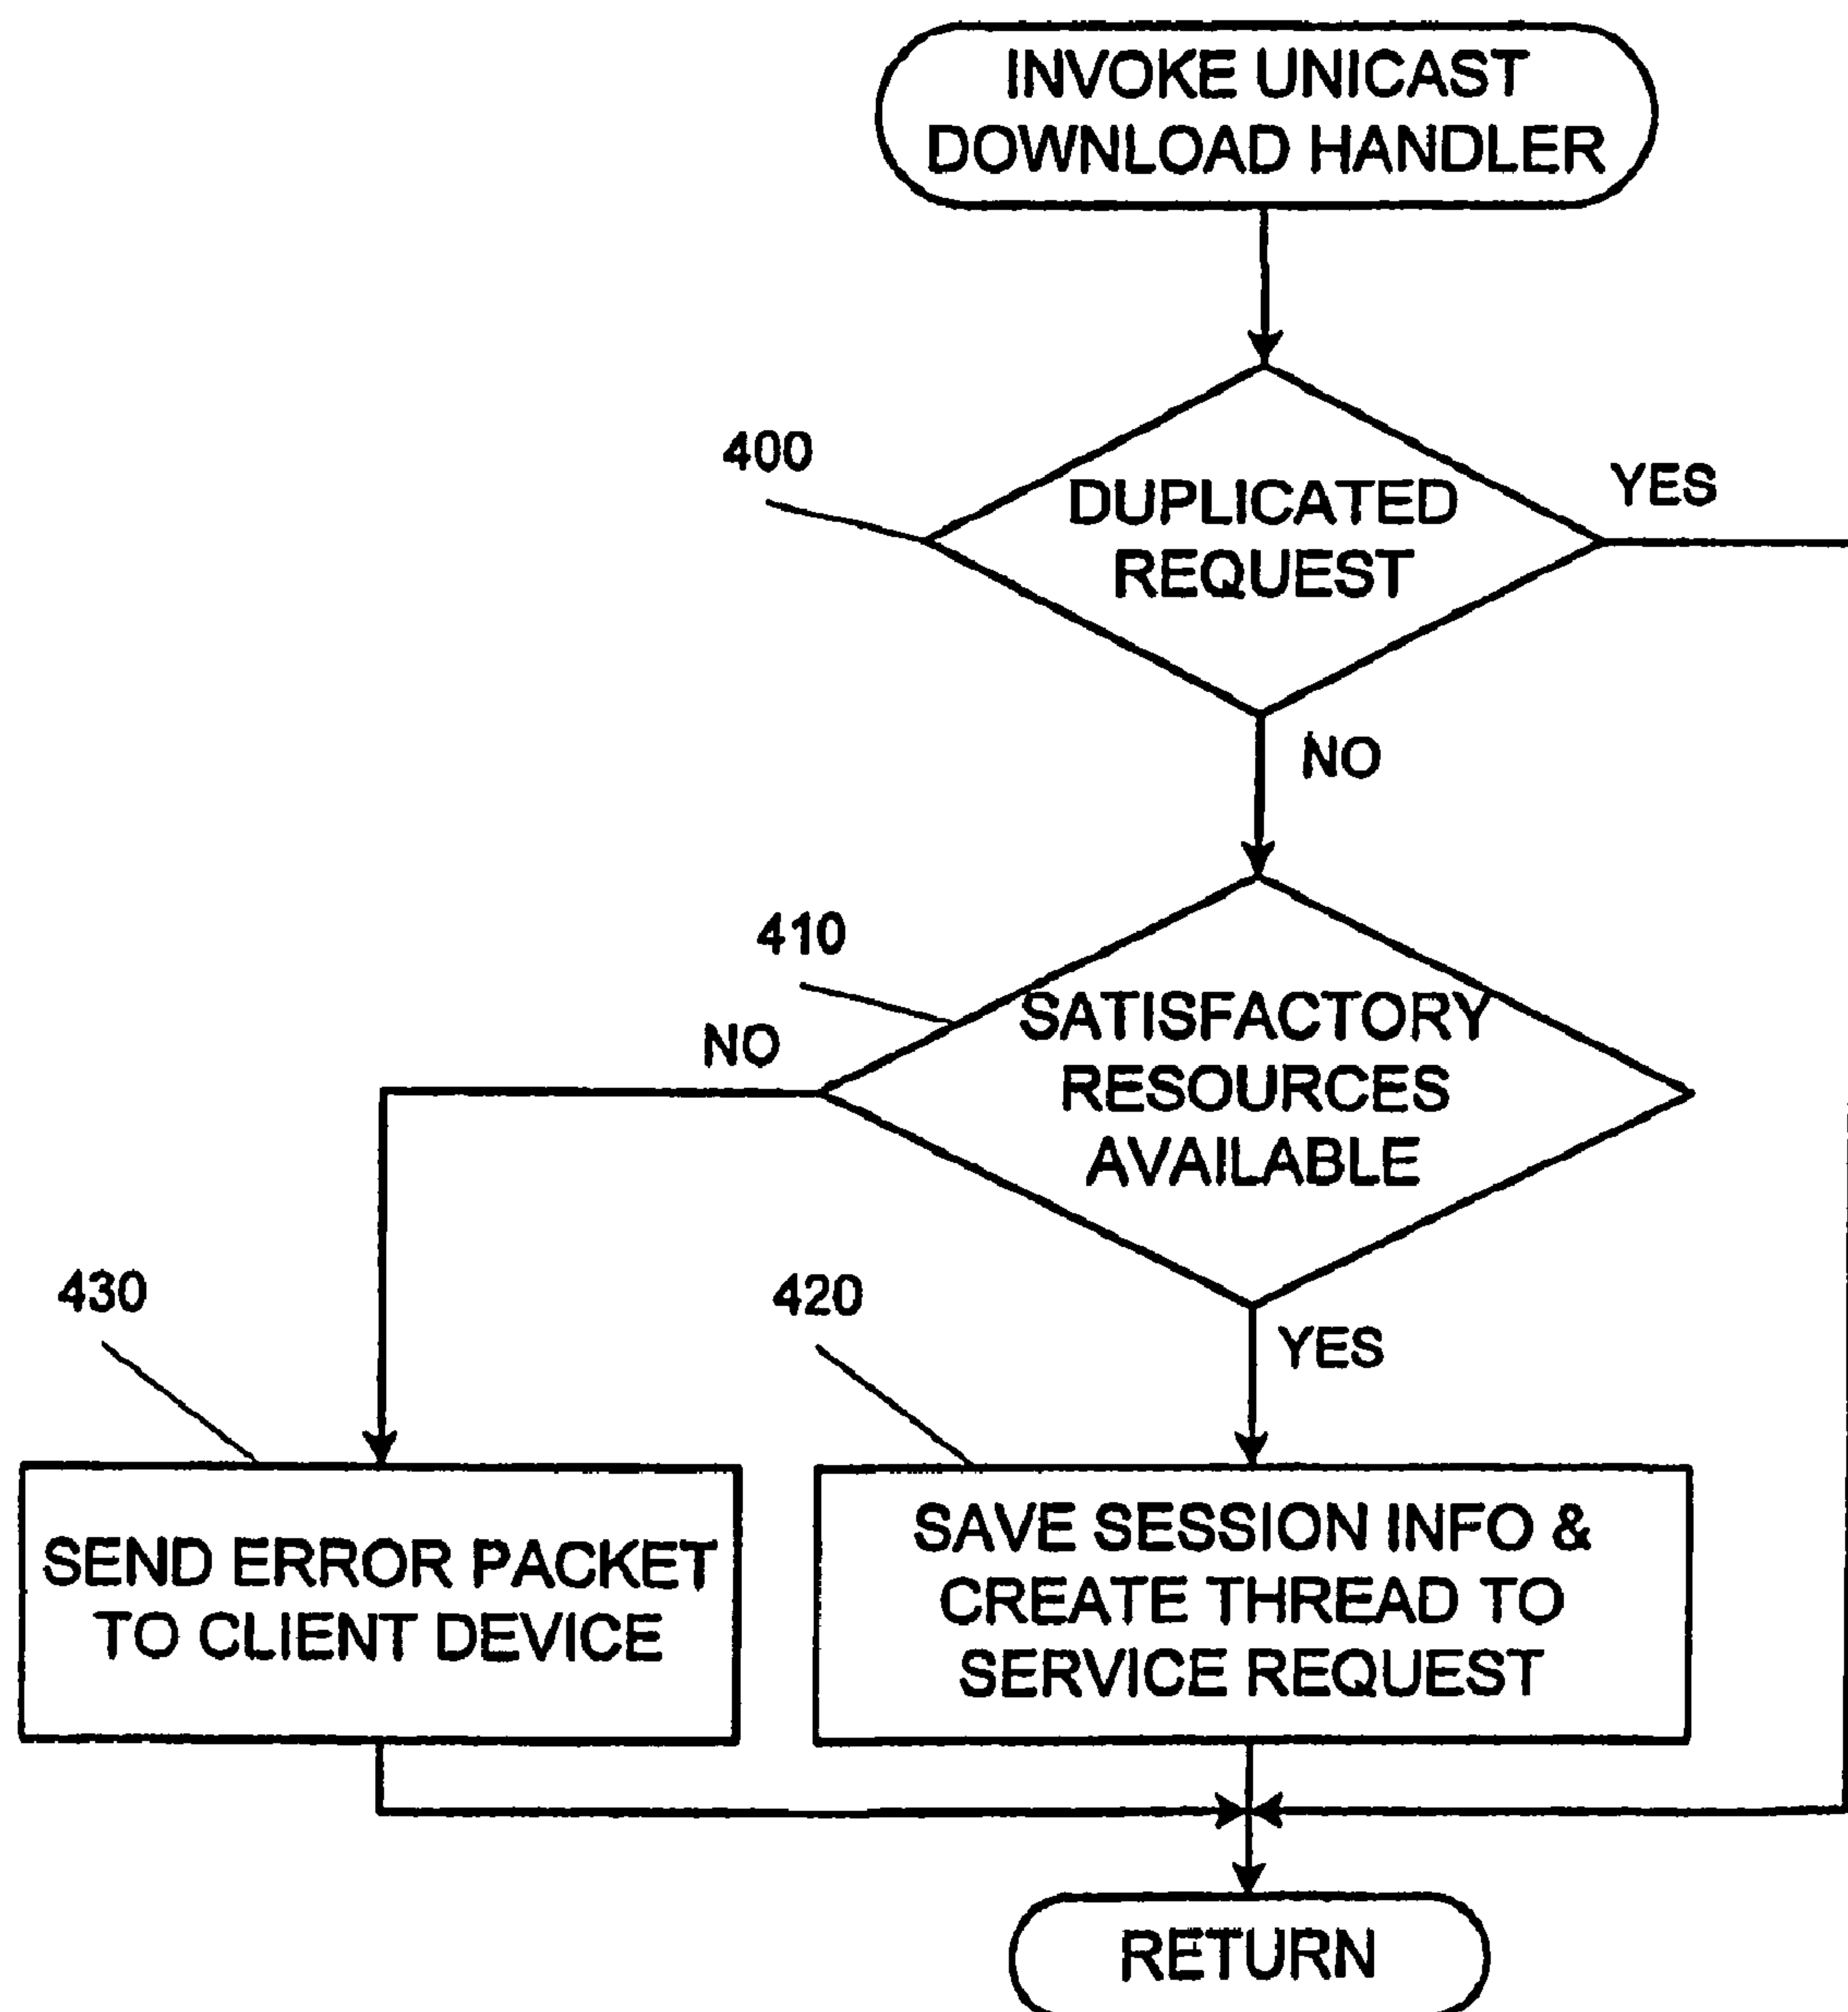 INVOKE UNICAST
DOWNLOAD HANDLER
400
DUPLICATED
REQUEST
YES
NO
410
SATISFACTORY
RESOURCES
AVAILABLE
NO
YES
430
420
SEND ERROR PACKET
TO CLIENT DEVICE
SAVE SESSION INFO &
CREATE THREAD TO
SERVICE REQUEST
RETURN